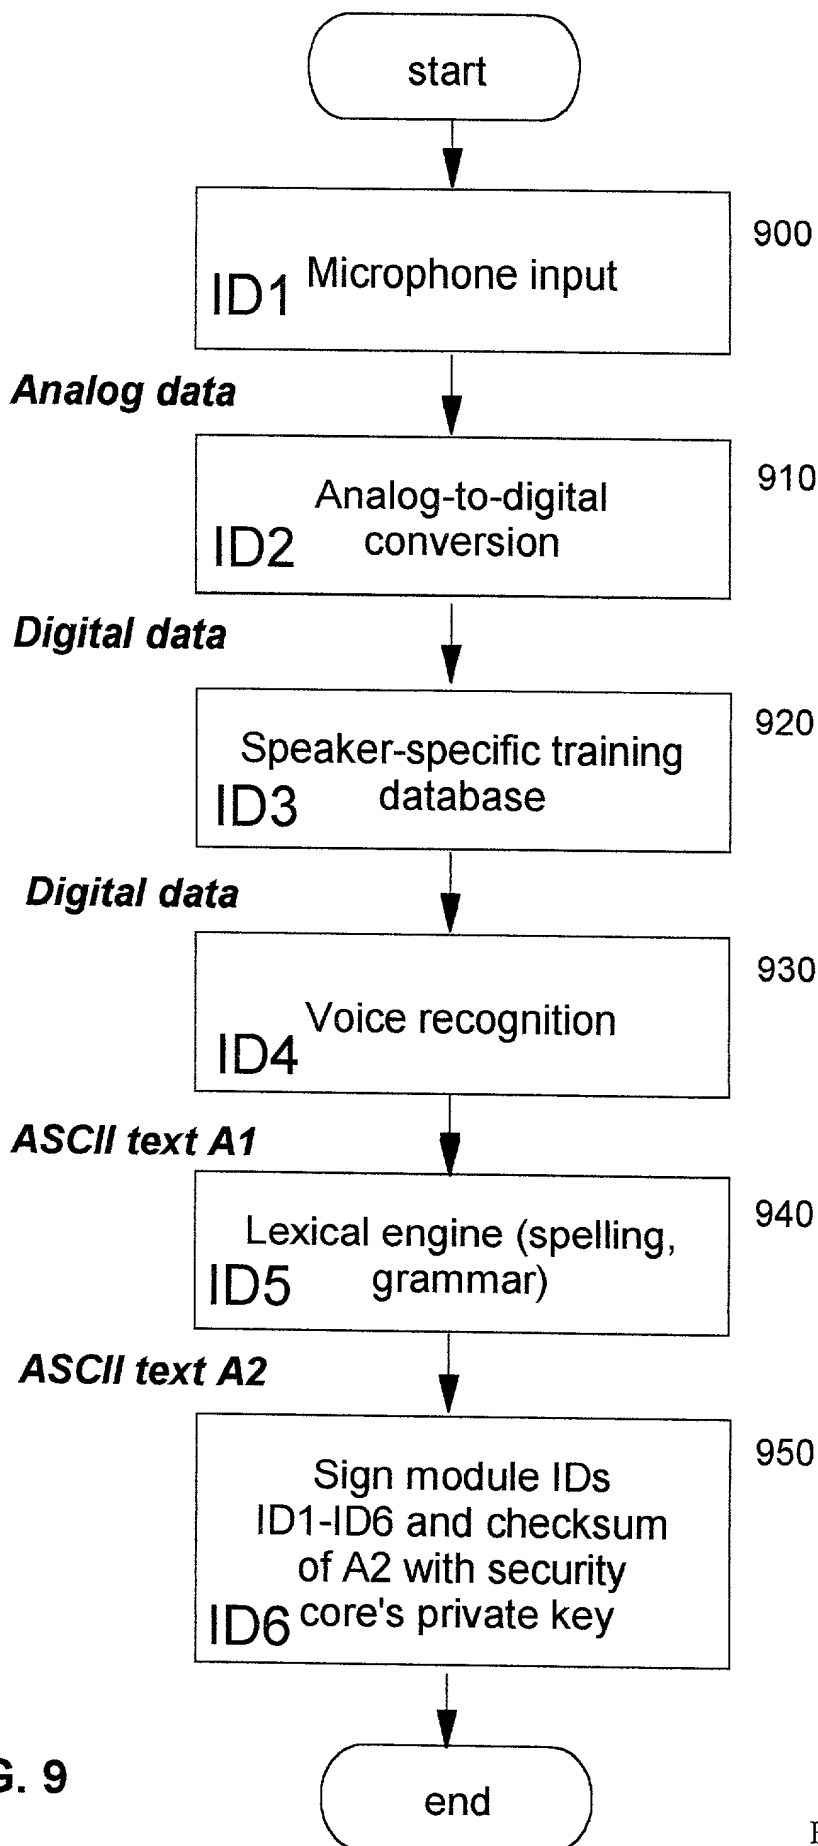 start
900
Microphone input
ID1
Analog data
910
Analog-to-digital
conversion
ID2
Digital data
920
Speaker-specific training
database
ID3
Digital data
930
Voice recognition
ID4
ASCII text A1
940
Lexical engine (spelling,
grammar)
ID5
ASCII text A2
950
Sign module IDs
ID1-ID6 and checksum
of A2 with security
core's private key
ID6
end
G. 9